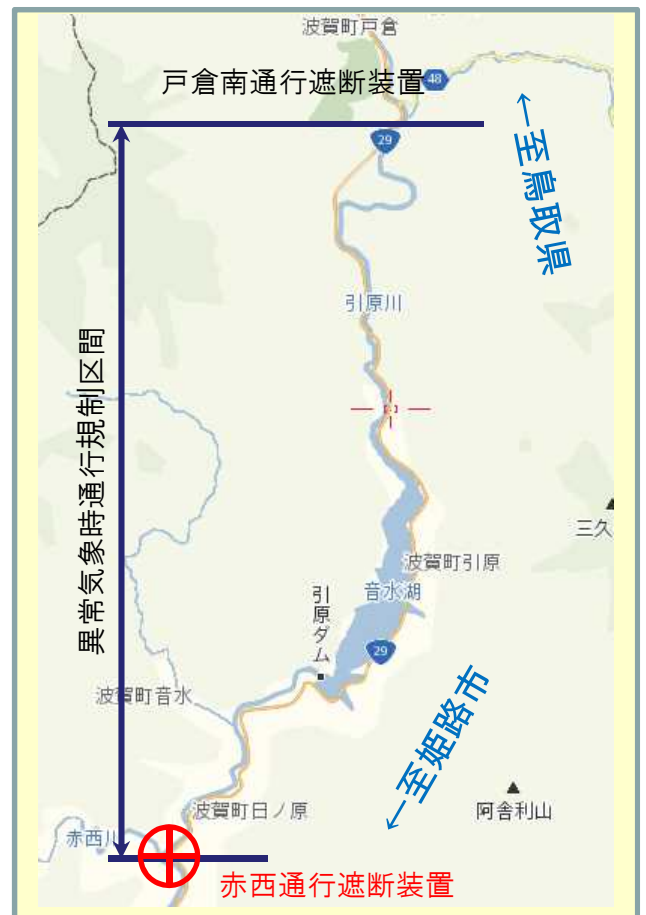 波賀町戸倉
戸倉南通行遮断装置
48
29
←至鳥取県
引原川
異常気象時通行規制区間
三久
波賀町引原
音水湖
引原ダム
29
波賀町音水
←至姫路市
阿舎利山
波賀町日ノ原
赤西川
赤西通行遮断装置